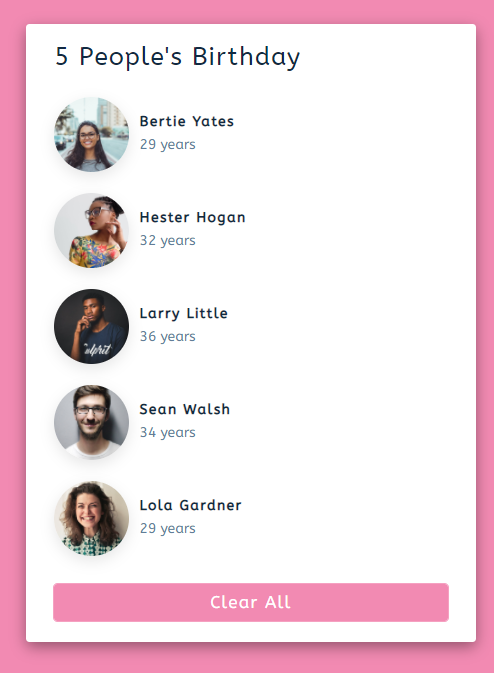 5 People's Birthday
Bertie Yates
29 years
Hester Hogan
32 years
Larry Little
36 years
Sean Walsh
34 years
Lola Gardner
29 years
Clear All